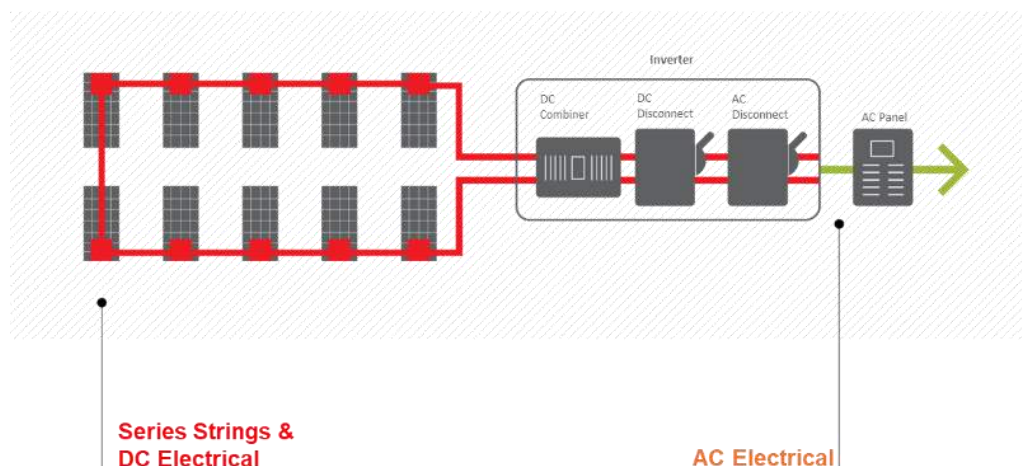 Inverter
DC
Combiner
DC
Disconnect
AC
Disconnect
AC Panel
Series Strings &
DC Electrical
AC Electrical